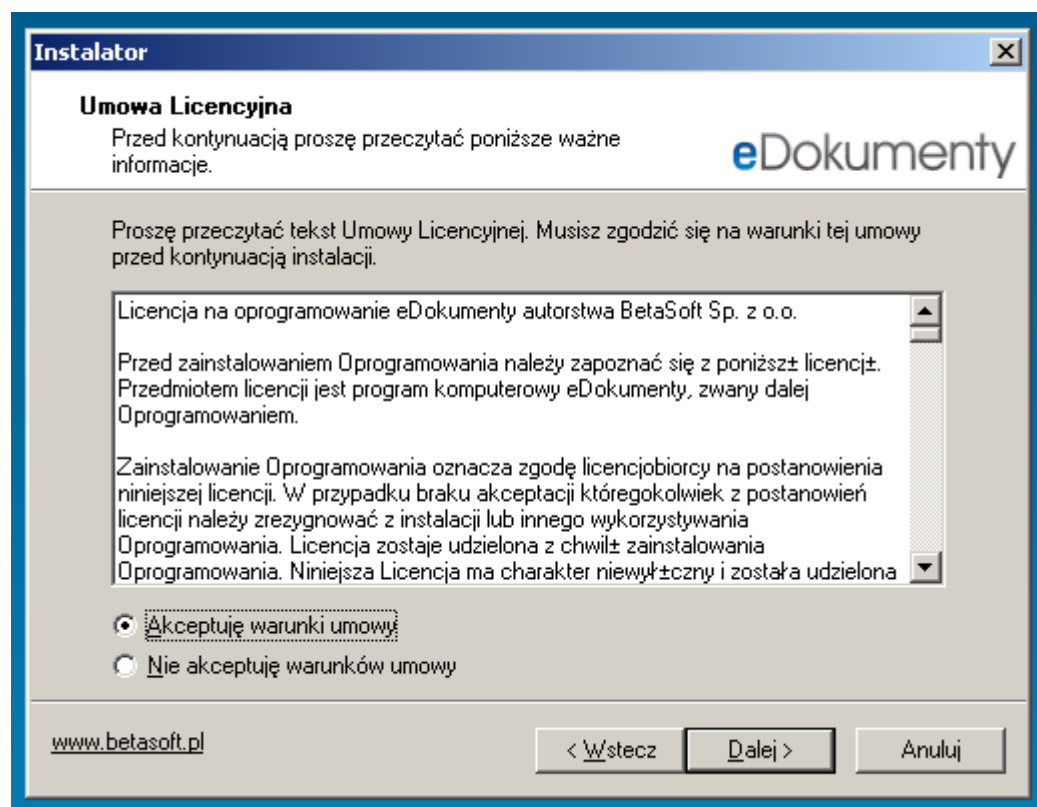 Instalator
Umowa Licencyjna
Przed kontynuacją proszę przeczytać poniższe ważne
informacje.
eDokumenty
Proszę przeczytać tekst Umowy Licencyjnej. Musisz zgodzić się na warunki tej umowy
przed kontynuacją instalacji.
Licencja na oprogramowanie eDokumenty autorstwa BetaSoft Sp. z o.o.
Przed zainstalowaniem Oprogramowania należy zapoznać się z poniższ± licencj±.
Przedmiotem licencji jest program komputerowy eDokumenty, zwany dalej
Oprogramowaniem.
Zainstalowanie Oprogramowania oznacza zgodę licencjobiorcy na postanowienia
niniejszej licencji. W przypadku braku akceptacji któregokolwiek z postanowień
licencji należy zrezygnować z instalacji lub innego wykorzystywania
Oprogramowania. Licencja zostaje udzielona z chwil± zainstalowania
Oprogramowania. Niniejsza Licencja ma charakter niewył±czny i została udzielona
Akceptuję warunki umowy
Nie akceptuję warunków umowy
www.betasoft.pl
< Wstecz
Dalej >
Anuluj